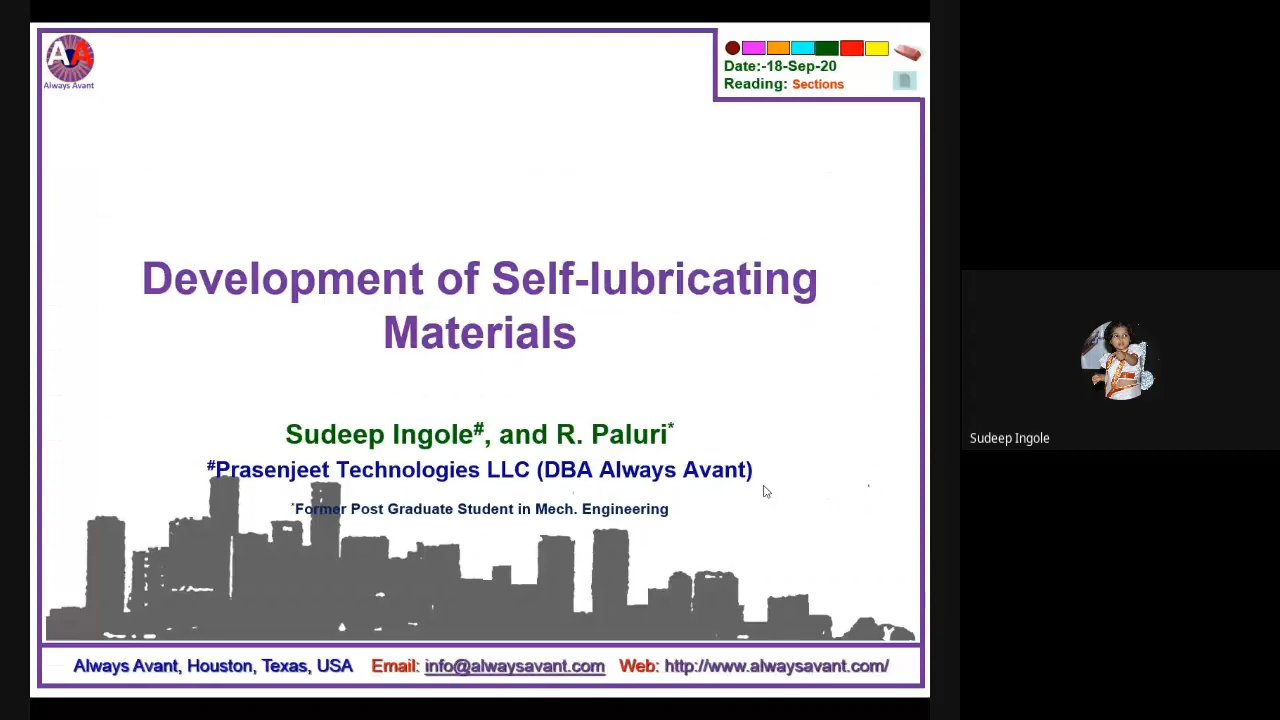 AA
Always Avant
Date:-18-Sep-20
Reading: Sections
Development of Self-lubricating
Materials
Sudeep Ingole#, and R. Paluri*
#Prasenjeet Technologies LLC (DBA Always Avant)
*Former Post Graduate Student in Mech. Engineering
Always Avant, Houston, Texas, USA Email: info@alwaysavant.com Web: http://www.alwaysavant.com/
Sudeep Ingole